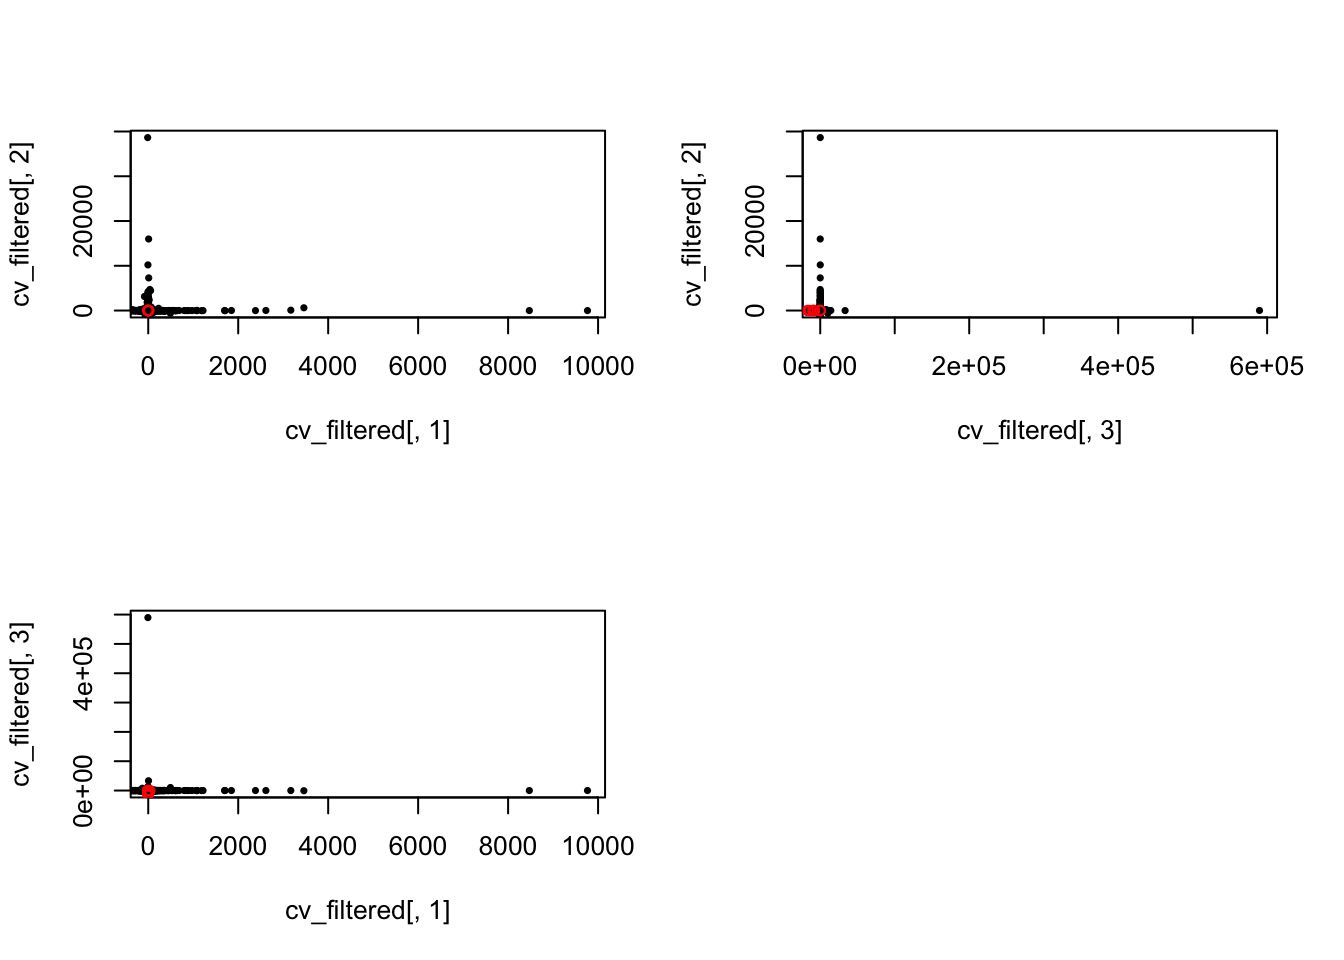 cv_filtered[, 2]
20000
0
0 2000 4000 6000 8000 10000
cv_filtered[, 1]
cv_filtered[, 2]
20000
0
0e+00 2e+05 4e+05 6e+05
cv_filtered[, 3]
cv_filtered[, 3]
4e+05
0e+00
0 2000 4000 6000 8000 10000
cv_filtered[, 1]